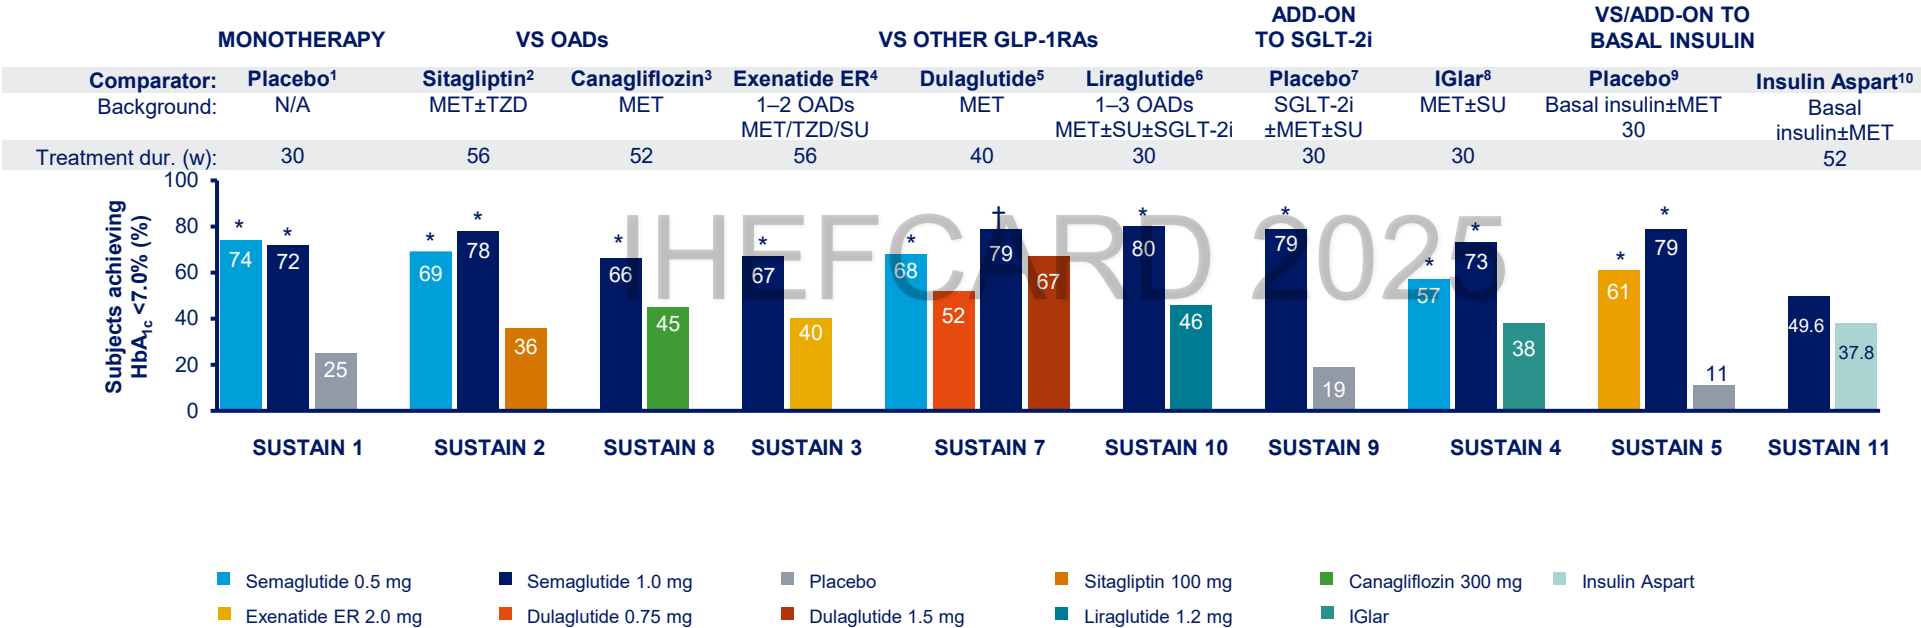 MONOTHERAPY
VS OADs
VS OTHER GLP-1RAs
ADD-ON
TO SGLT-2i
VS/ADD-ON TO
BASAL INSULIN
Comparator: Placebo¹ Sitagliptin² Canagliflozin³ Exenatide ER⁴ Dulaglutide⁵ Liraglutide⁶ Placebo⁷ IGlar⁸ Placebo⁹ Insulin Aspart¹⁰
Background: N/A MET±TZD MET 1–2 OADs MET 1–3 OADs SGLT-2i MET±SU Basal insulin±MET Basal
MET/TZD/SU MET±SU±SGLT-2i ±MET±SU 30 insulin±MET
Treatment dur. (w): 30 56 52 56 40 30 30 30 52
Subjects achieving
HbA₁c <7.0% (%)
100
80
60
40
20
0
* * * * * * * † * * * * * *
74 72 25
69 78 36
66 45
67 40
68 52 79 67
80 46
79 19
57 73 38
61 79 11
49.6 37.8
IHEFCARD 2025
SUSTAIN 1 SUSTAIN 2 SUSTAIN 8 SUSTAIN 3 SUSTAIN 7 SUSTAIN 10 SUSTAIN 9 SUSTAIN 4 SUSTAIN 5 SUSTAIN 11
Semaglutide 0.5 mg Semaglutide 1.0 mg Placebo Sitagliptin 100 mg Canagliflozin 300 mg Insulin Aspart
Exenatide ER 2.0 mg Dulaglutide 0.75 mg Dulaglutide 1.5 mg Liraglutide 1.2 mg IGlar